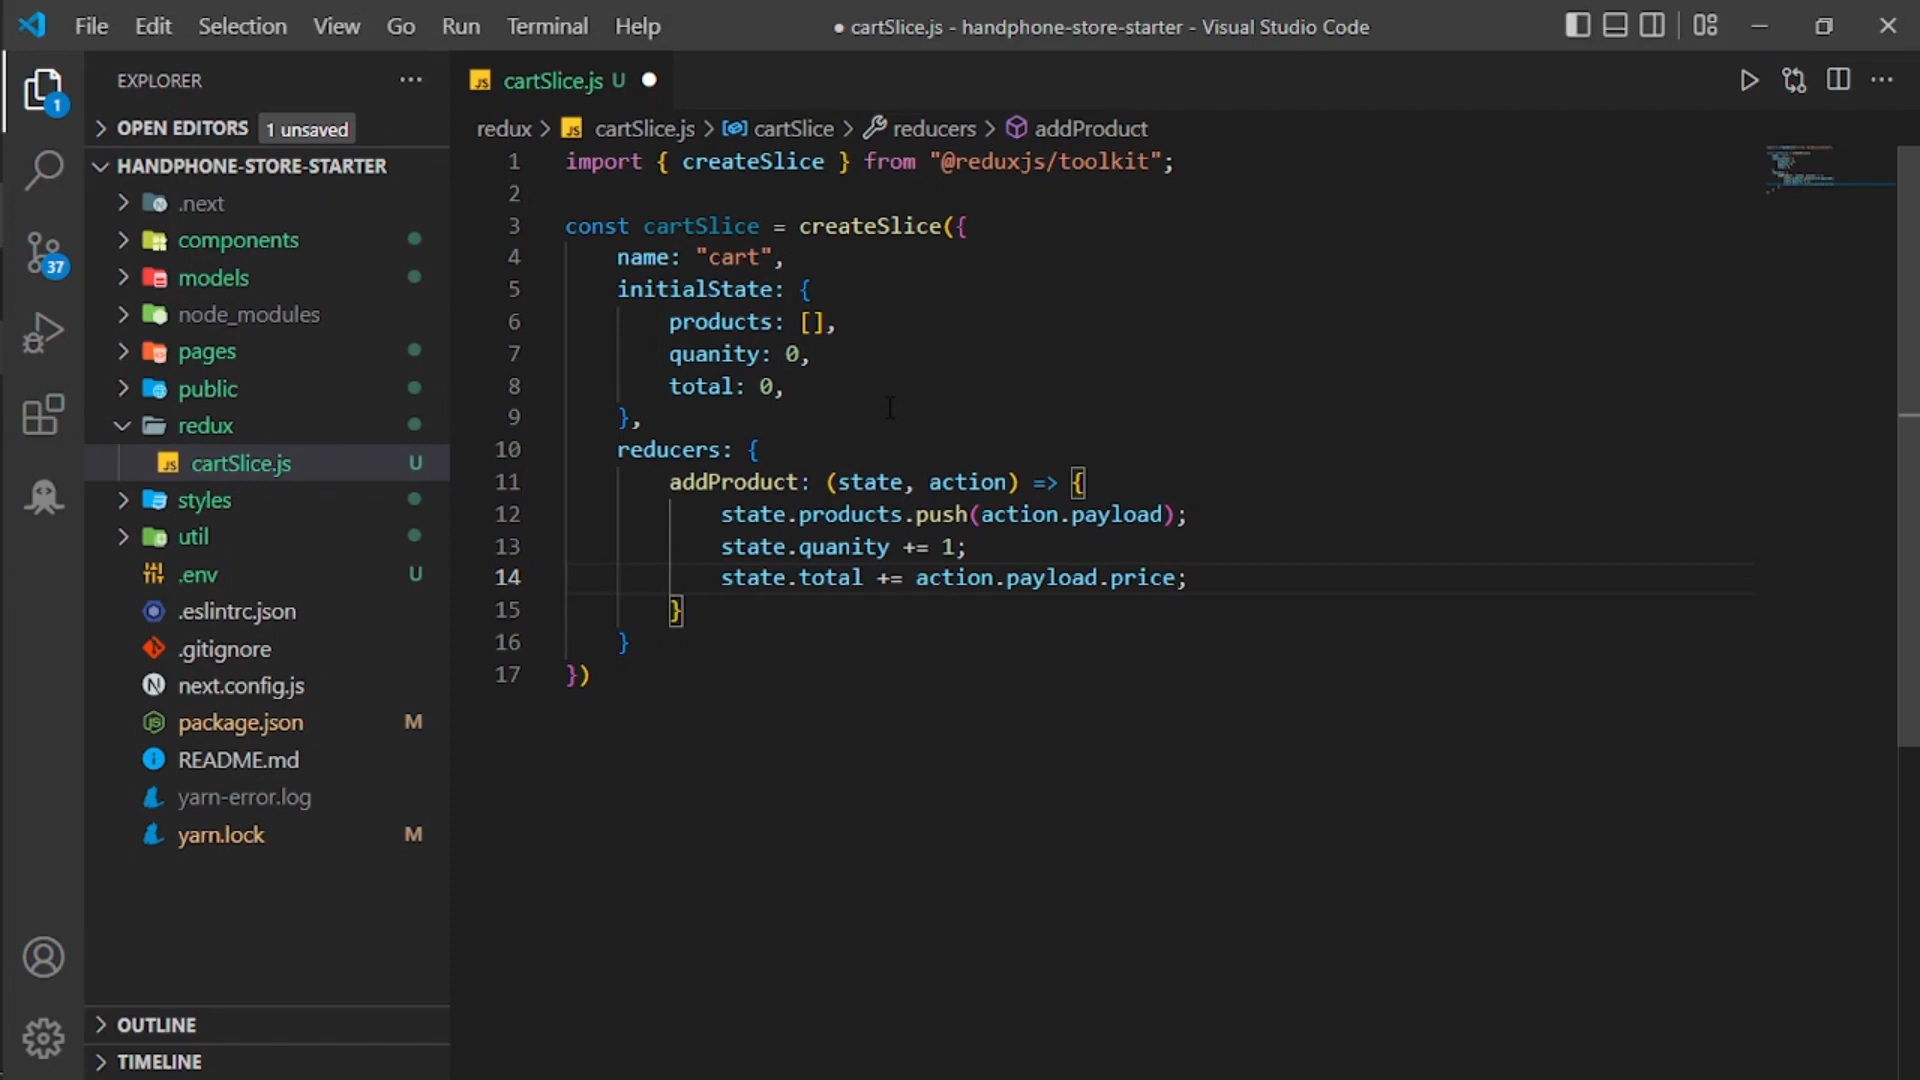 File Edit Selection View Go Run Terminal Help
● cartSlice.js - handphone-store-starter - Visual Studio Code
EXPLORER
OPEN EDITORS 1 unsaved
HANDPHONE-STORE-STARTER
.next
components
models
node_modules
pages
public
redux
cartSlice.js U
styles
util
.env U
.eslintrc.json
.gitignore
next.config.js
package.json M
README.md
yarn-error.log
yarn.lock M
OUTLINE
TIMELINE
1
37
JS cartSlice.js U
redux > JS cartSlice.js > cartSlice > reducers > addProduct
1 import { createSlice } from "@reduxjs/toolkit";
2
3 const cartSlice = createSlice({
4     name: "cart",
5     initialState: {
6         products: [],
7         quanity: 0,
8         total: 0,
9     },
10     reducers: {
11         addProduct: (state, action) => {
12             state.products.push(action.payload);
13             state.quanity += 1;
14             state.total += action.payload.price;
15         }
16     }
17 })